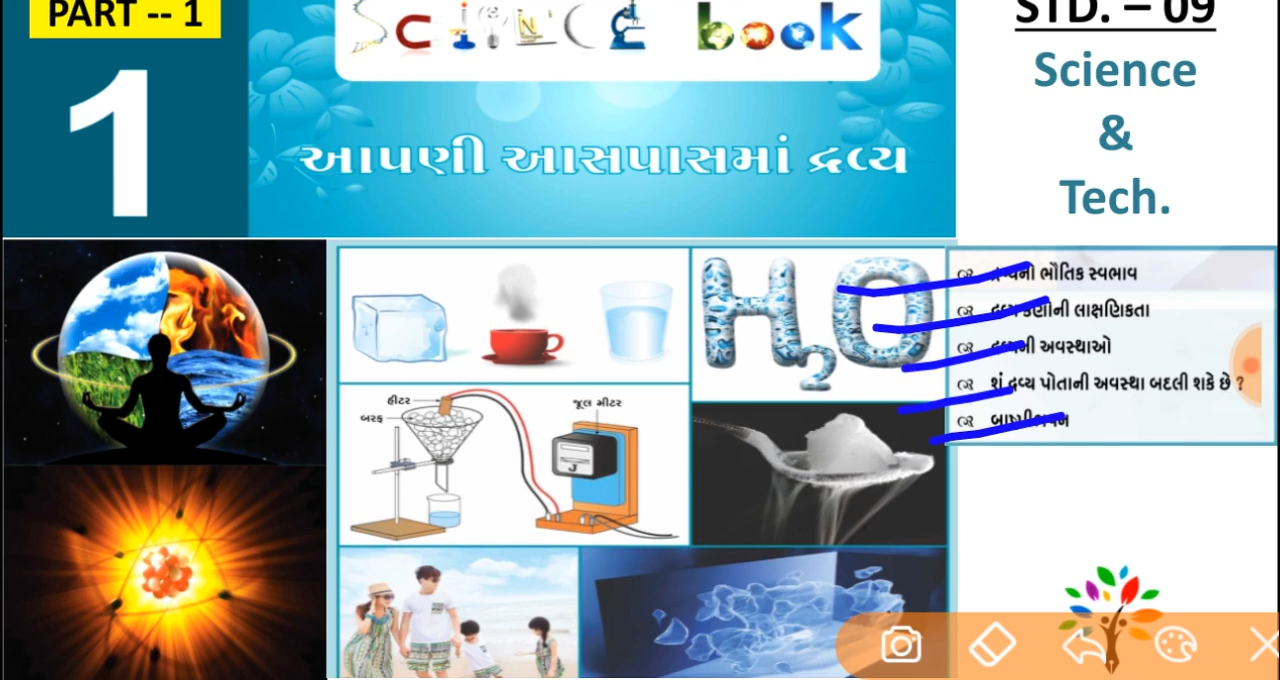 PART -- 1
1
Science book
આપણી આસપાસમાં દ્રવ્ય
STD. – 09
Science
&
Tech.
H2O
હીટર
બરફ
જૂલ મીટર
J
ભૌતિક સ્વભાવ
લાક્ષણિકતા
અવસ્થાઓ
શું દ્રવ્ય પોતાની અવસ્થા બદલી શકે છે ?
બાષ્પીભવન